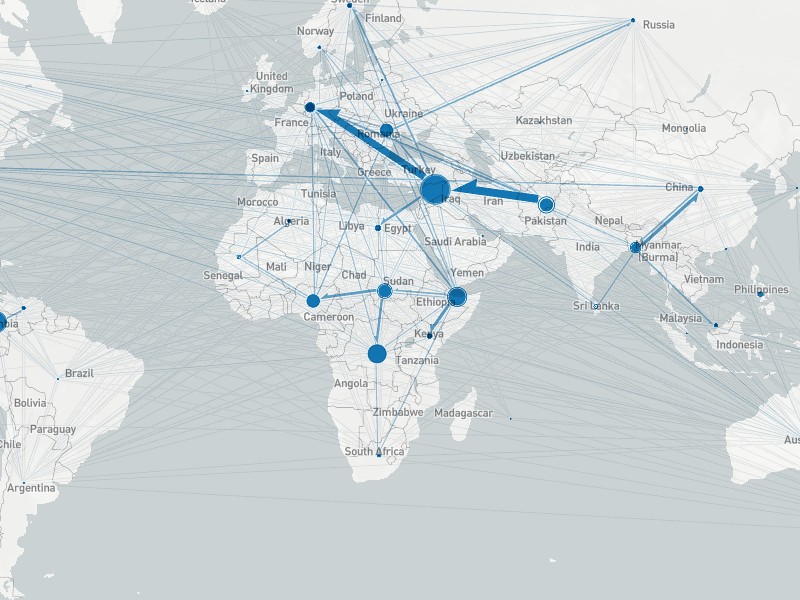 Sweden
Finland
Norway
Russia
United
Kingdom
Poland
Ukraine
France
Romania
Kazakhstan
Mongolia
Italy
Uzbekistan
Spain
Greece
Turkey
China
Tunisia
Morocco
Iraq
Iran
Pakistan
Nepal
Algeria
Libya
Egypt
Saudi Arabia
India
Myanmar
(Burma)
Senegal
Mali
Niger
Chad
Sudan
Yemen
Vietnam
Ethiopia
Philippines
Cameroon
Sri Lanka
Malaysia
Kenya
Indonesia
Tanzania
Brazil
Angola
Bolivia
Zimbabwe
Madagascar
Paraguay
Chile
South Africa
Argentina
Aus
bia